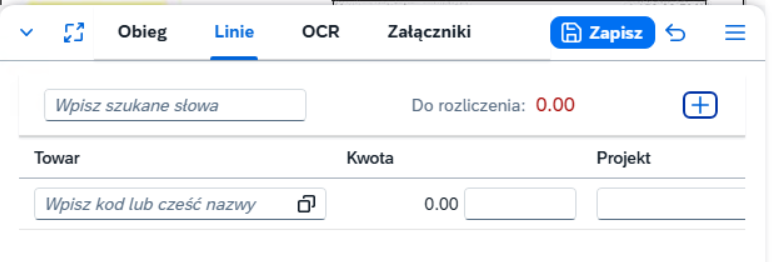 Obieg Linie OCR Załączniki Zapisz
Wpisz szukane słowa Do rozliczenia: 0.00
Towar Kwota Projekt
Wpisz kod lub cześć nazwy 0.00